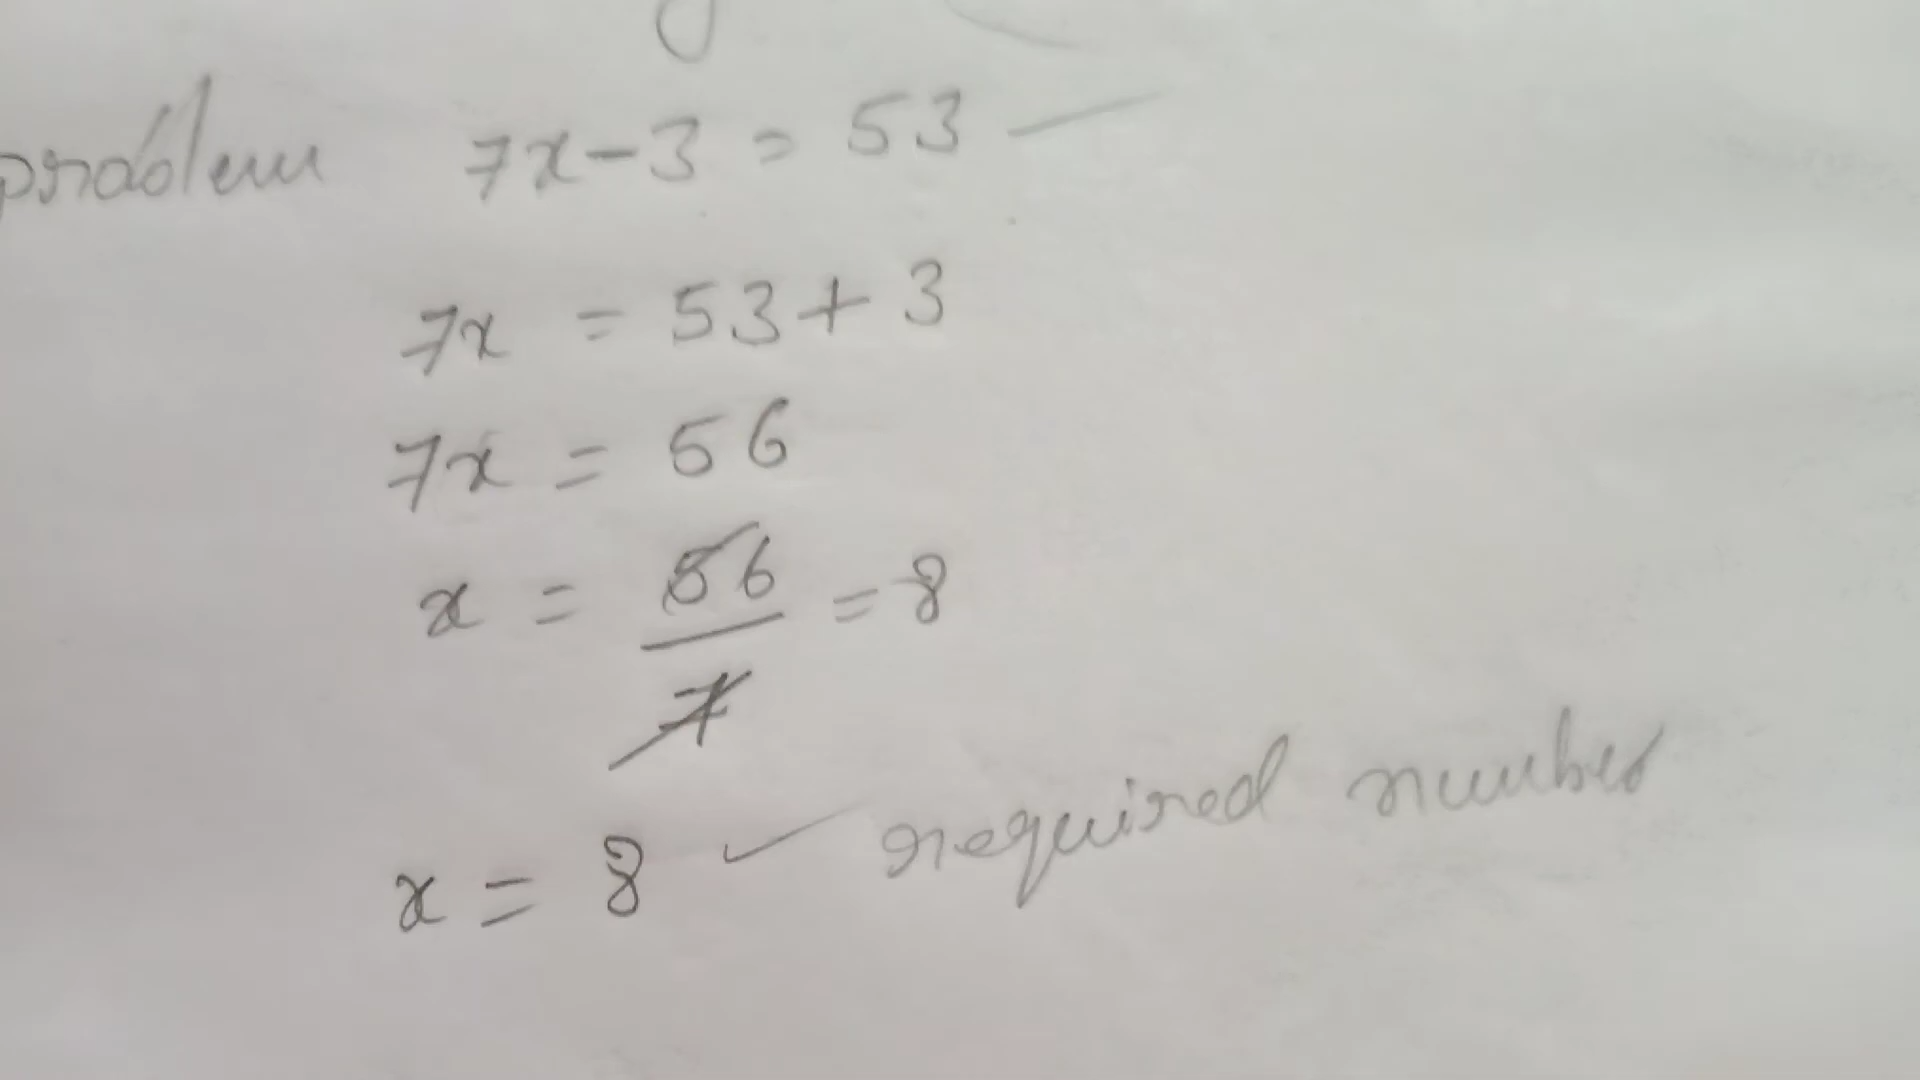 problem 7x - 3 = 53
7x = 53 + 3
7x = 56
x = 56/7 = 8
x = 8 ✓ required number